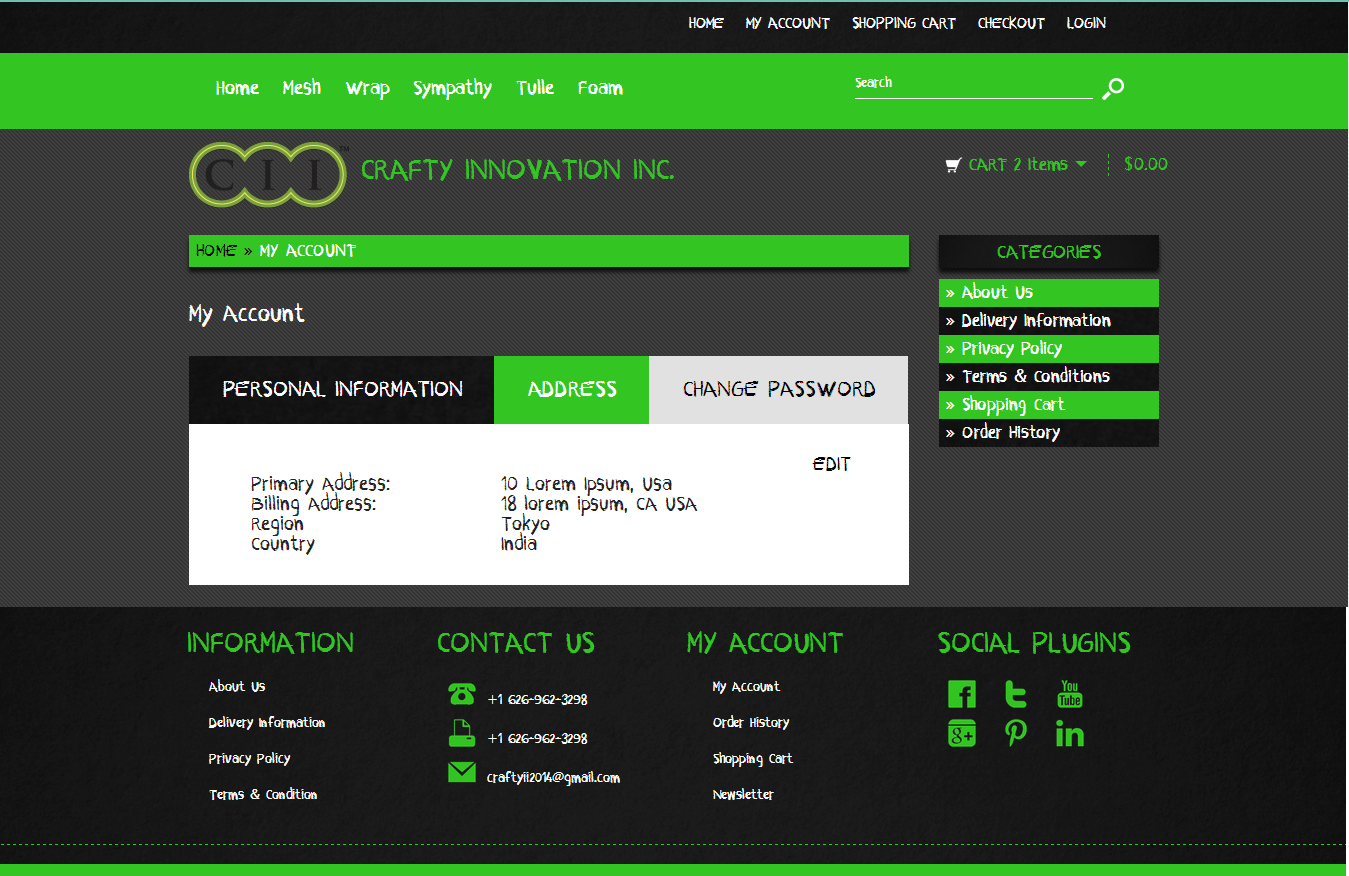 HOME MY ACCOUNT SHOPPING CART CHECKOUT LOGIN
Home Mesh Wrap Sympathy Tulle Foam Search
CII™ CRAFTY INNOVATION INC. CART 2 Items $0.00
HOME » MY ACCOUNT
My Account
PERSONAL INFORMATION ADDRESS CHANGE PASSWORD
EDIT
Primary Address: 10 Lorem Ipsum, Usa
Billing Address: 18 lorem ipsum, CA USA
Region Tokyo
Country India
CATEGORIES
» About Us
» Delivery Information
» Privacy Policy
» Terms & Conditions
» Shopping Cart
» Order History
INFORMATION
About Us
Delivery Information
Privacy Policy
Terms & Condition
CONTACT US
+1 626-962-3298
+1 626-962-3298
craftyii2014@gmail.com
MY ACCOUNT
My Account
Order History
Shopping Cart
Newsletter
SOCIAL PLUGINS
You Tube
g+ in